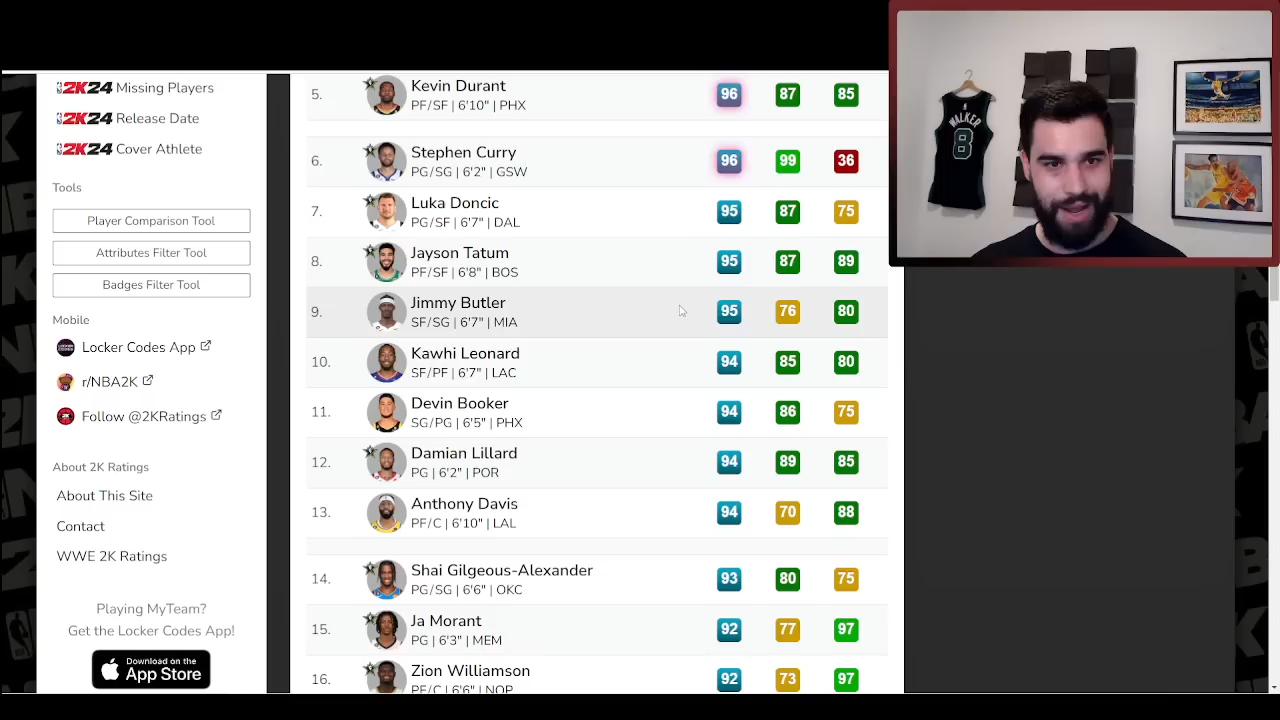 NBA 2K24 Missing Players
NBA 2K24 Release Date
NBA 2K24 Cover Athlete
Tools
Player Comparison Tool
Attributes Filter Tool
Badges Filter Tool
Mobile
Locker Codes App
r/NBA2K
Follow @2KRatings
About 2K Ratings
About This Site
Contact
WWE 2K Ratings
Playing MyTeam?
Get the Locker Codes App!
Download on the
App Store
5. Kevin Durant 96 87 85
PF/SF | 6'10" | PHX
6. Stephen Curry 96 99 36
PG/SG | 6'2" | GSW
7. Luka Doncic 95 87 75
PG/SF | 6'7" | DAL
8. Jayson Tatum 95 87 89
PF/SF | 6'8" | BOS
9. Jimmy Butler 95 76 80
SF/SG | 6'7" | MIA
10. Kawhi Leonard 94 85 80
SF/PF | 6'7" | LAC
11. Devin Booker 94 86 75
SG/PG | 6'5" | PHX
12. Damian Lillard 94 89 85
PG | 6'2" | POR
13. Anthony Davis 94 70 88
PF/C | 6'10" | LAL
14. Shai Gilgeous-Alexander 93 80 75
PG/SG | 6'6" | OKC
15. Ja Morant 92 77 97
PG | 6'3" | MEM
16. Zion Williamson 92 73 97
PF/C | 6'6" | NOP
WALKER
8